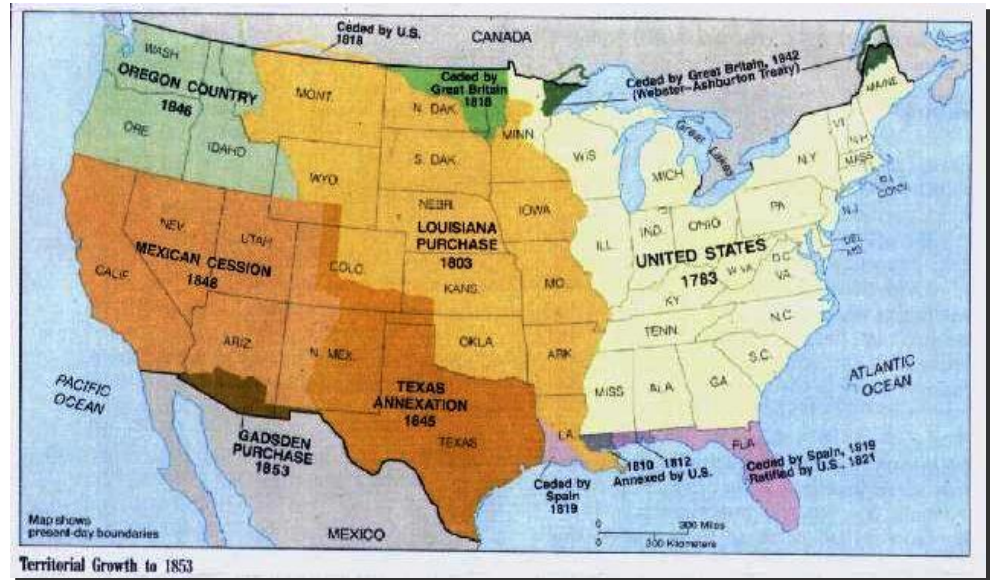 Ceded by U.S.
1818
CANADA
WASH
OREGON COUNTRY
1846
ORE.
IDAHO
MONT.
Ceded by
Great Britain
1818
N. DAK.
MINN
Ceded by Great Britain, 1842
(Webster-Ashburton Treaty)
MAINE
VT.
N.H.
MASS
R.I.
CONN.
N.Y.
Great Lakes
WIS
MICH
S. DAK.
WYO.
NEBR.
LOUISIANA
PURCHASE
1803
IOWA
ILL
IND.
OHIO
PA
N.J.
DEL
MD.
D.C.
UNITED STATES
1783
W VA.
VA.
NEV.
UTAH
MEXICAN CESSION
1848
CALIF.
COLO.
KANS.
MO.
KY
N.C.
TENN
S.C.
ARIZ.
N. MEX.
OKLA
ARK
MISS
ALA
GA
TEXAS
ANNEXATION
1845
TEXAS
LA.
FLA
PACIFIC
OCEAN
ATLANTIC
OCEAN
GADSDEN
PURCHASE
1853
Ceded by
Spain
1819
1810 1812
Annexed by U.S.
Ceded by Spain, 1819
Ratified by U.S., 1821
MEXICO
0 300 Miles
0 300 Kilometers
Map shows
present-day boundaries
Territorial Growth to 1853